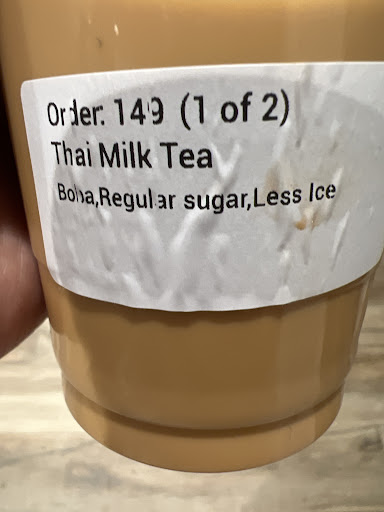 Order: 149 (1 of 2)
Thai Milk Tea
Boba,Regular sugar,Less Ice